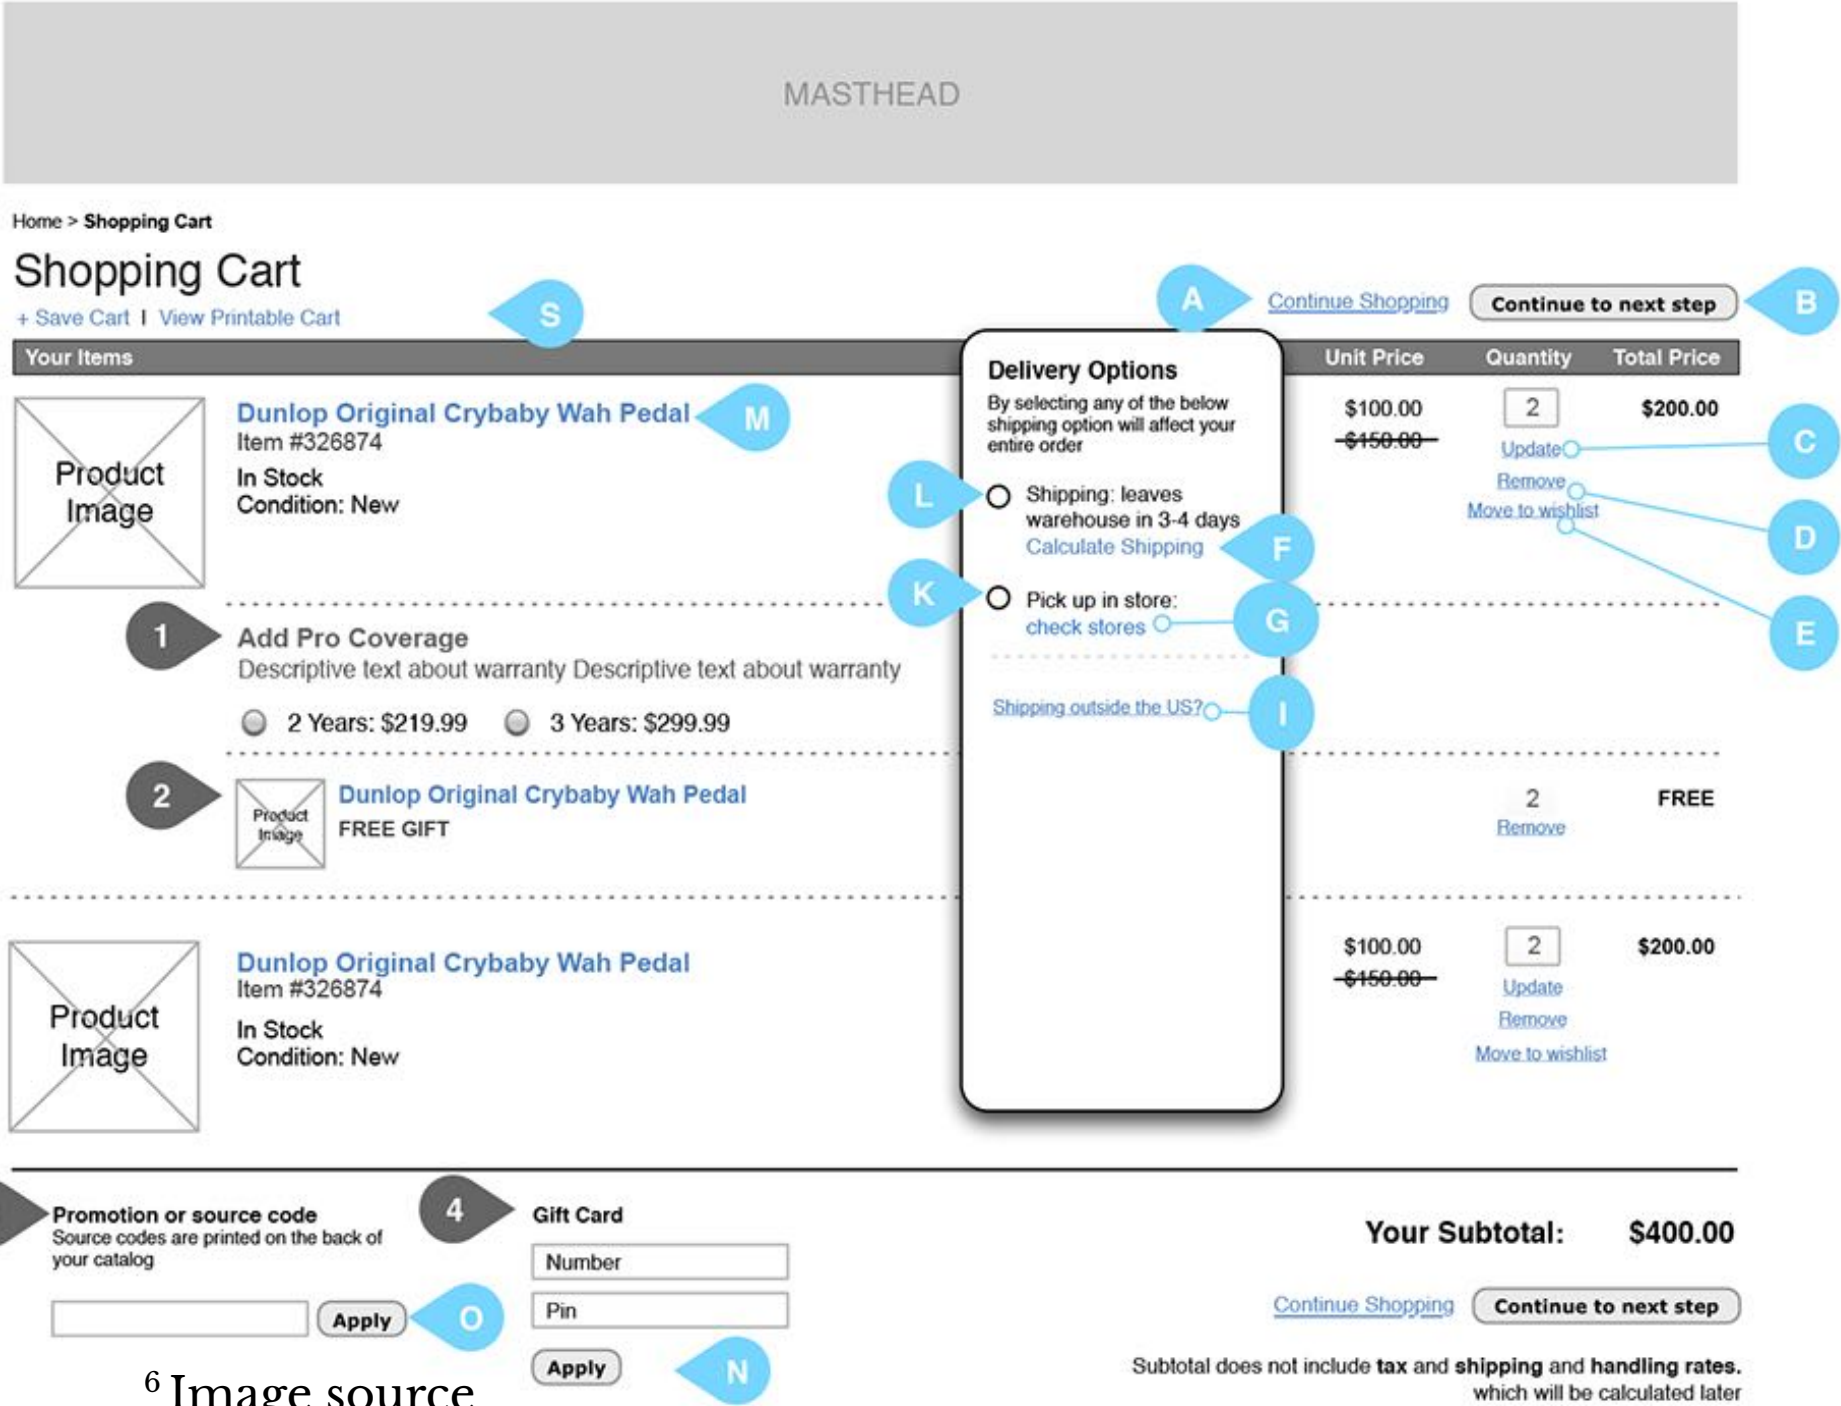 MASTHEAD
Home > Shopping Cart
Shopping Cart
+ Save Cart | View Printable Cart
S
A
Continue Shopping
Continue to next step
B
Your Items
Unit Price
Quantity
Total Price
Product
Image
Dunlop Original Crybaby Wah Pedal
M
Item #326874
In Stock
Condition: New
Delivery Options
By selecting any of the below
shipping option will affect your
entire order
L
Shipping: leaves
warehouse in 3-4 days
Calculate Shipping
F
K
Pick up in store:
check stores
G
Shipping outside the US?
I
$100.00
$150.00
2
Update
Remove
Move to wishlist
$200.00
C
D
E
1
Add Pro Coverage
Descriptive text about warranty Descriptive text about warranty
2 Years: $219.99
3 Years: $299.99
2
Product
Image
Dunlop Original Crybaby Wah Pedal
FREE GIFT
2
Remove
FREE
Product
Image
Dunlop Original Crybaby Wah Pedal
Item #326874
In Stock
Condition: New
$100.00
$150.00
2
Update
Remove
Move to wishlist
$200.00
Promotion or source code
Source codes are printed on the back of
your catalog
Apply
O
4
Gift Card
Number
Pin
Apply
N
Your Subtotal: $400.00
Continue Shopping
Continue to next step
Subtotal does not include tax and shipping and handling rates.
which will be calculated later
6 Image source